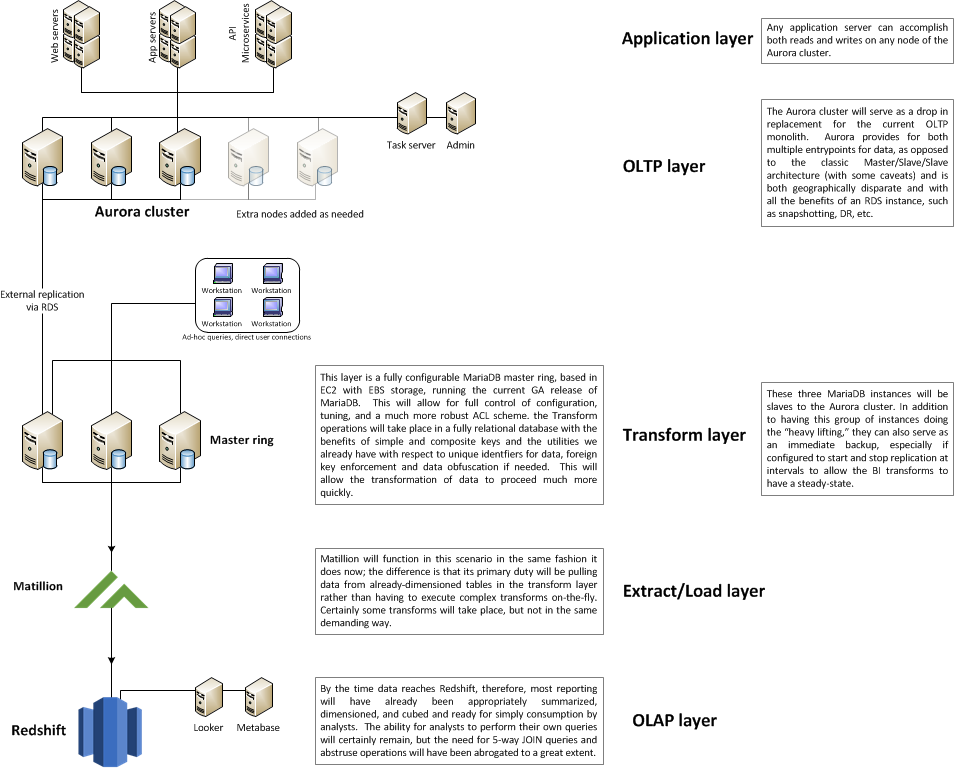 Web servers
App servers
API
Microservices
Application layer
Any application server can accomplish
both reads and writes on any node of the
Aurora cluster.
Task server
Admin
Aurora cluster
Extra nodes added as needed
OLTP layer
The Aurora cluster will serve as a drop in
replacement for the current OLTP
monolith. Aurora provides for both
multiple entrypoints for data, as opposed
to the classic Master/Slave/Slave
architecture (with some caveats) and is
both geographically disparate and with
all the benefits of an RDS instance, such
as snapshotting, DR, etc.
External replication
via RDS
Workstation
Workstation
Workstation
Workstation
Ad-hoc queries, direct user connections
Master ring
This layer is a fully configurable MariaDB master ring, based in
EC2 with EBS storage, running the current GA release of
MariaDB. This will allow for full control of configuration,
tuning, and a much more robust ACL scheme. the Transform
operations will take place in a fully relational database with the
benefits of simple and composite keys and the utilities we
already have with respect to unique identfiers for data, foreign
key enforcement and data obfuscation if needed. This will
allow the transformation of data to proceed much more
quickly.
Transform layer
These three MariaDB instances will be
slaves to the Aurora cluster. In addition
to having this group of instances doing
the “heavy lifting,” they can also serve as
an immediate backup, especially if
configured to start and stop replication at
intervals to allow the BI transforms to
have a steady-state.
Matillion
Matillion will function in this scenario in the same fashion it
does now; the difference is that its primary duty will be pulling
data from already-dimensioned tables in the transform layer
rather than having to execute complex transforms on-the-fly.
Certainly some transforms will take place, but not in the same
demanding way.
Extract/Load layer
Redshift
Looker
Metabase
By the time data reaches Redshift, therefore, most reporting
will have already been appropriately summarized,
dimensioned, and cubed and ready for simply consumption by
analysts. The ability for analysts to perform their own queries
will certainly remain, but the need for 5-way JOIN queries and
abstruse operations will have been abrogated to a great extent.
OLAP layer